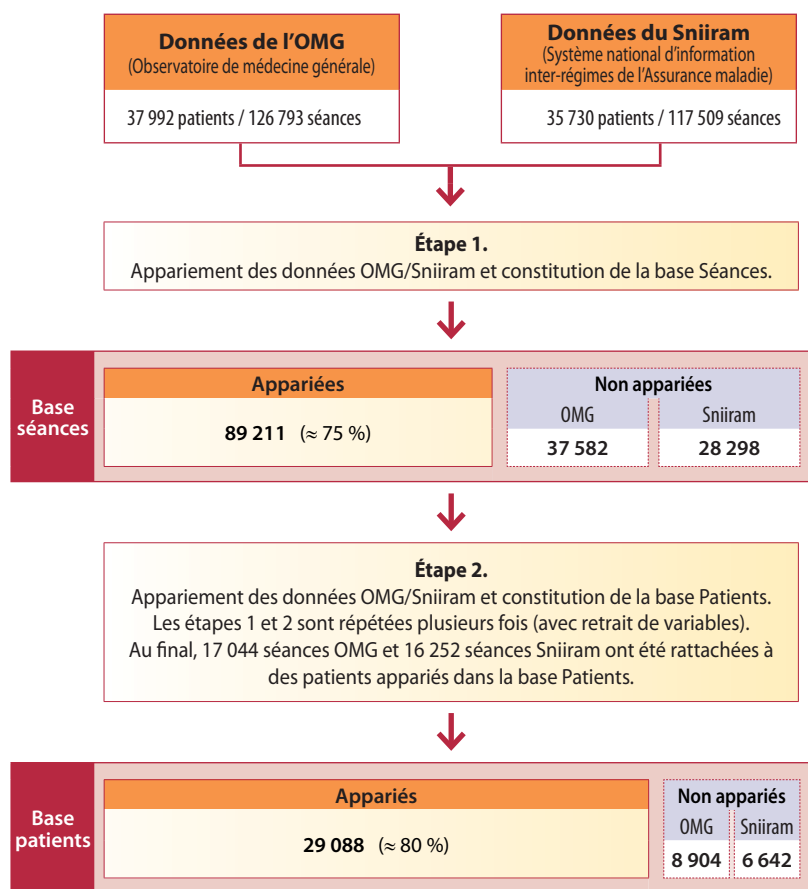 Données de l'OMG
(Observatoire de médecine générale)
37 992 patients / 126 793 séances
Données du Sniiram
(Système national d'information
inter-régimes de l'Assurance maladie)
35 730 patients / 117 509 séances
Étape 1.
Appariement des données OMG/Sniiram et constitution de la base Séances.
Base
séances
Appariées
89 211 (≈ 75 %)
Non appariées
OMG
Sniiram
37 582
28 298
Étape 2.
Appariement des données OMG/Sniiram et constitution de la base Patients.
Les étapes 1 et 2 sont répétées plusieurs fois (avec retrait de variables).
Au final, 17 044 séances OMG et 16 252 séances Sniiram ont été rattachées à
des patients appariés dans la base Patients.
Base
patients
Appariés
29 088 (≈ 80 %)
Non appariés
OMG
Sniiram
8 904
6 642